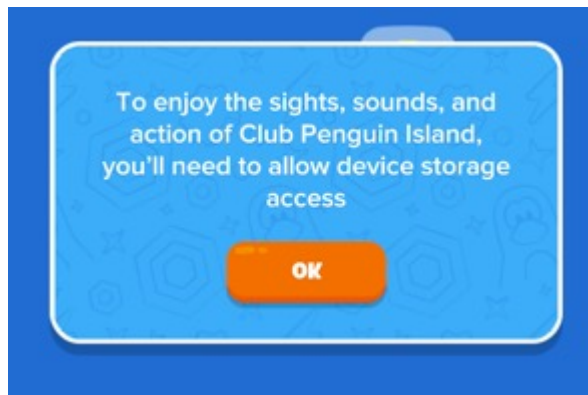 To enjoy the sights, sounds, and
action of Club Penguin Island,
you'll need to allow device storage
access
OK